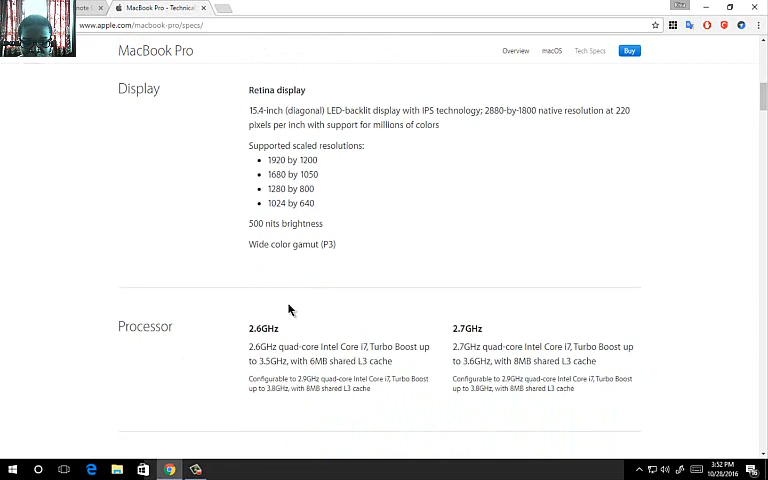 MacBook Pro - Technical
www.apple.com/macbook-pro/specs/
MacBook Pro
Overview
macOS
Tech Specs
Buy
Display
Retina display
15.4-inch (diagonal) LED-backlit display with IPS technology; 2880-by-1800 native resolution at 220
pixels per inch with support for millions of colors
Supported scaled resolutions:
• 1920 by 1200
• 1680 by 1050
• 1280 by 800
• 1024 by 640
500 nits brightness
Wide color gamut (P3)
Processor
2.6GHz
2.6GHz quad-core Intel Core i7, Turbo Boost up
to 3.5GHz, with 6MB shared L3 cache
Configurable to 2.9GHz quad-core Intel Core i7, Turbo Boost
up to 3.8GHz, with 8MB shared L3 cache
2.7GHz
2.7GHz quad-core Intel Core i7, Turbo Boost up
to 3.6GHz, with 8MB shared L3 cache
Configurable to 2.9GHz quad-core Intel Core i7, Turbo Boost
up to 3.8GHz, with 8MB shared L3 cache
3:52 PM
10/28/2016